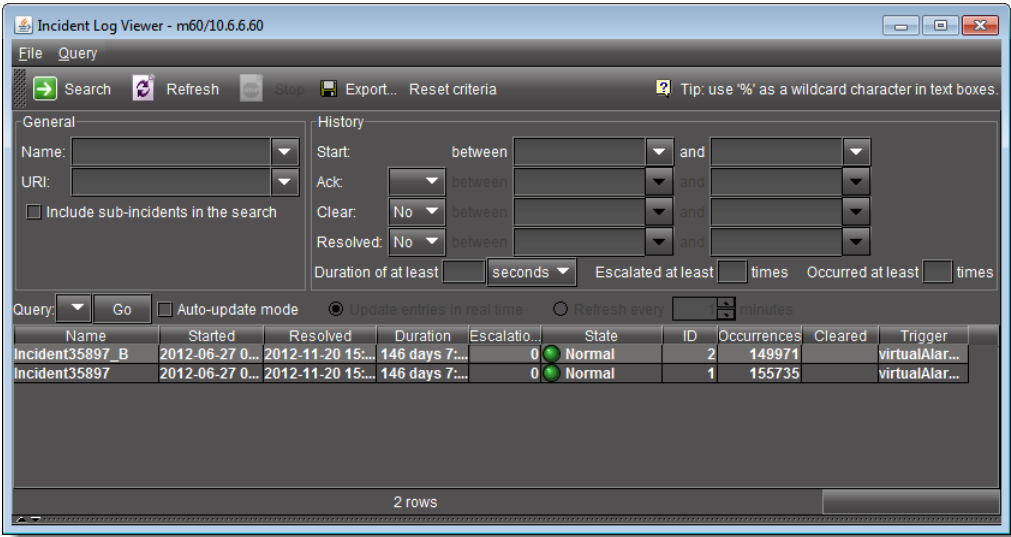 Incident Log Viewer - m60/10.6.6.60
File Query
Search Refresh Stop Export... Reset criteria Tip: use '%' as a wildcard character in text boxes.
General
Name:
URI:
Include sub-incidents in the search
History
Start: between and
Ack: between and
Clear: No between and
Resolved: No between and
Duration of at least seconds Escalated at least times Occurred at least times
Query: Go Auto-update mode Update entries in real time Refresh every 1 minutes
Name Started Resolved Duration Escalatio... State ID Occurrences Cleared Trigger
Incident35897_B 2012-06-27 0... 2012-11-20 15:... 146 days 7:... 0 Normal 2 149971 virtualAlar...
Incident35897 2012-06-27 0... 2012-11-20 15:... 146 days 7:... 0 Normal 1 155735 virtualAlar...
2 rows